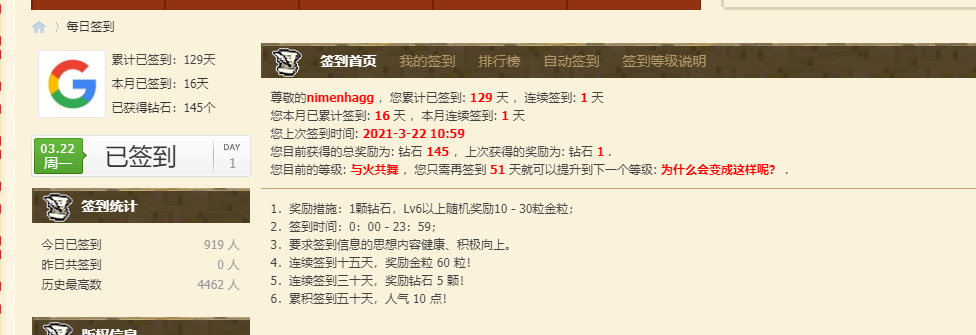 每日签到
累计已签到：129天
本月已签到：16天
已获得钻石：145个
03.22
周一
已签到
DAY
1
签到统计
今日已签到 919 人
昨日共签到 0 人
历史最高数 4462 人
版权信息
签到首页 我的签到 排行榜 自动签到 签到等级说明
尊敬的nimenhagg ，您累计已签到: 129 天 ，连续签到: 1 天
您本月已累计签到: 16 天 ，本月连续签到: 1 天
您上次签到时间: 2021-3-22 10:59
您目前获得的总奖励为: 钻石 145 ，上次获得的奖励为: 钻石 1 .
您目前的等级: 与火共舞 ，您只需再签到 51 天就可以提升到下一个等级: 为什么会变成这样呢? .
1. 奖励措施：1颗钻石，Lv6以上随机奖励10 - 30粒金粒；
2. 签到时间：0：00 - 23：59；
3. 要求签到信息的思想内容健康、积极向上。
4. 连续签到十五天，奖励金粒 60 粒！
5. 连续签到三十天，奖励钻石 5 颗！
6. 累积签到五十天，人气 10 点！